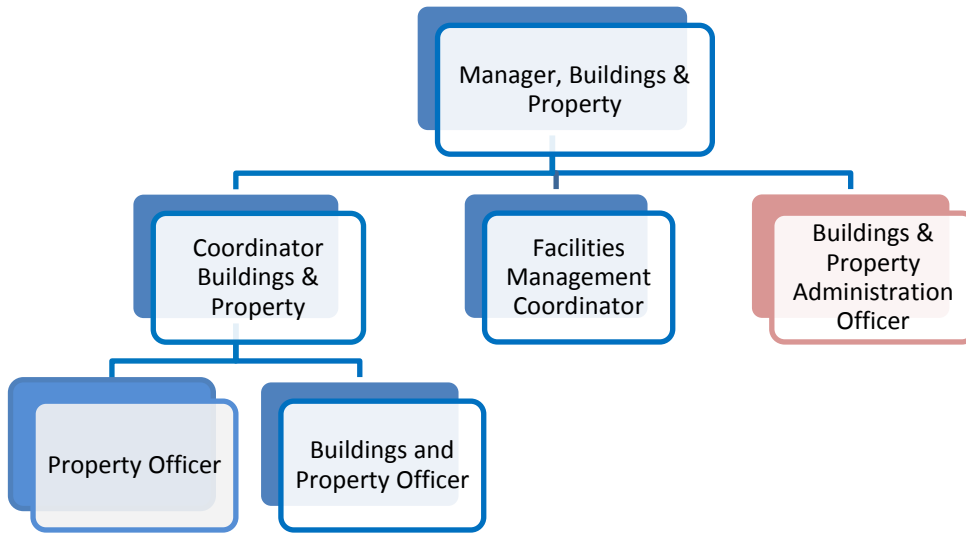 Manager, Buildings &
Property
Coordinator
Buildings &
Property
Facilities
Management
Coordinator
Buildings &
Property
Administration
Officer
Property Officer
Buildings and
Property Officer